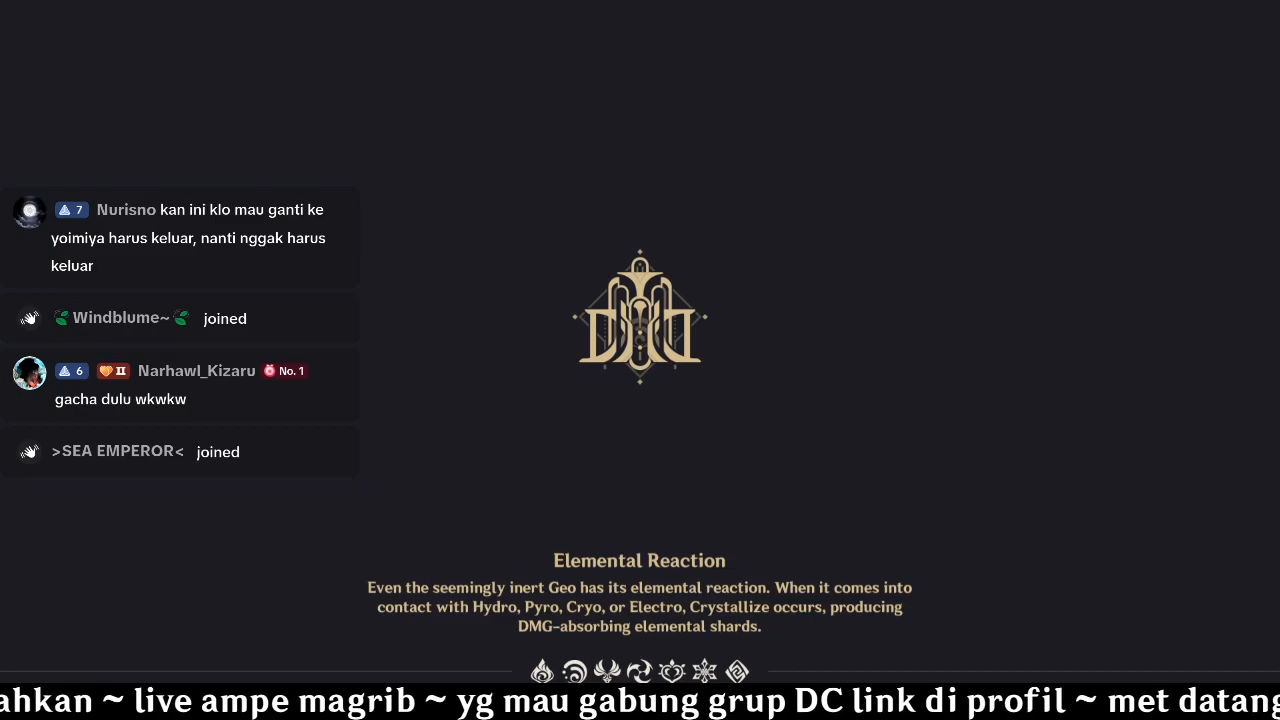 7 Nurisno kan ini klo mau ganti ke
yoimiya harus keluar, nanti nggak harus
keluar
Windblume~ joined
6 II Narhawl_Kizaru No. 1
gacha dulu wkwkw
>SEA EMPEROR< joined
Elemental Reaction
Even the seemingly inert Geo has its elemental reaction. When it comes into
contact with Hydro, Pyro, Cryo, or Electro, Crystallize occurs, producing
DMG-absorbing elemental shards.
ahkan ~ live ampe magrib ~ yg mau gabung grup DC link di profil ~ met datang